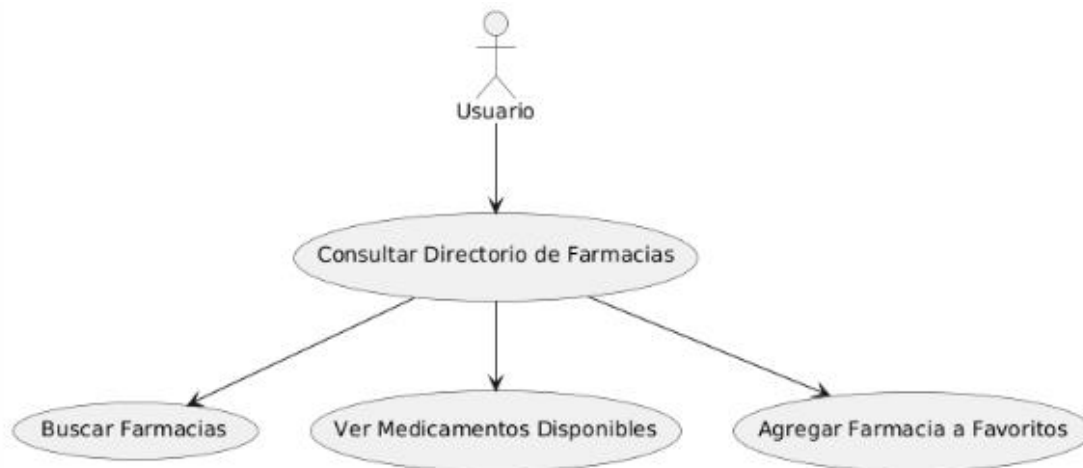 Usuario
Consultar Directorio de Farmacias
Buscar Farmacias
Ver Medicamentos Disponibles
Agregar Farmacia a Favoritos